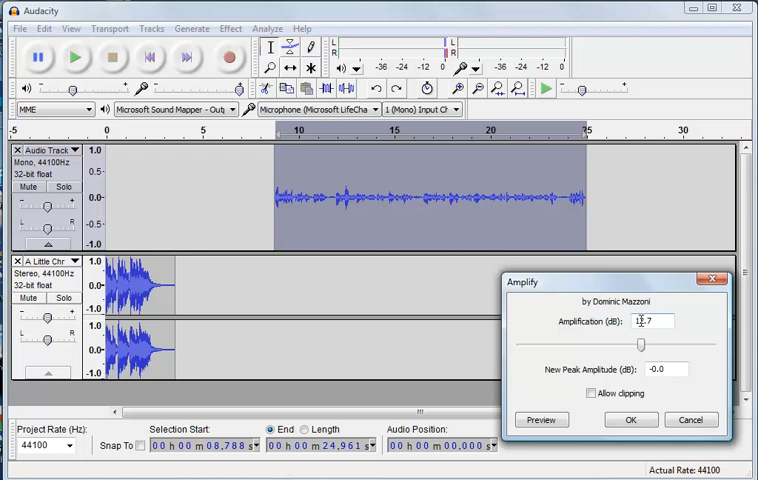 Audacity
File Edit View Transport Tracks Generate Effect Analyze Help
L
R
-36 -24 -12 0
L
R
-36 -24 -12 0
MME Microsoft Sound Mapper - Outp Microphone (Microsoft LifeCha 1 (Mono) Input Ch
-5 0 5 10 15 20 25 30
Audio Track
Mono, 44100Hz
32-bit float
Mute Solo
- +
L R
1.0
0.5
0.0
-0.5
-1.0
A Little Chr
Stereo, 44100Hz
32-bit float
Mute Solo
- +
L R
1.0
0.0
-1.0
1.0
0.0
-1.0
Amplify
by Dominic Mazzoni
Amplification (dB):
New Peak Amplitude (dB) -0.0
Allow clipping
Preview OK Cancel
Project Rate (Hz):
44100
Snap To
Selection Start:
00 h 00 m 08.788 s
End Length
00 h 00 m 24.961 s
Audio Position:
00 h 00 m 00.000 s
Actual Rate: 44100